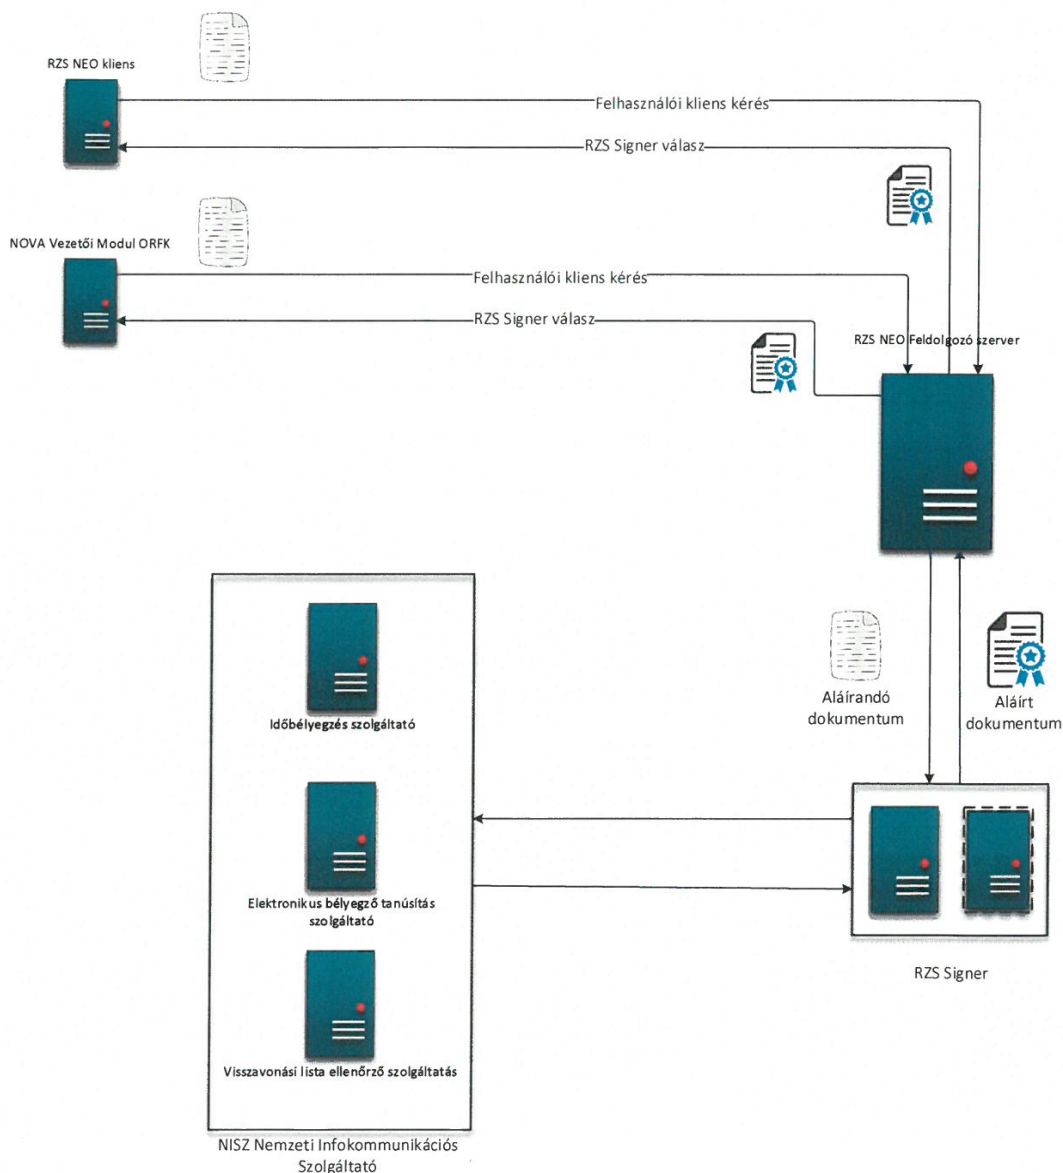 RZS NEO kliens
Felhasználói kliens kérés
RZS Signer válasz
NOVA Vezetői Modul ORFK
Felhasználói kliens kérés
RZS Signer válasz
RZS NEO Feldolgozó szerver
Aláírandó
dokumentum
Aláírt
dokumentum
Időbélyegzés szolgáltató
Elektronikus bélyegző tanúsítás
szolgáltató
RZS Signer
Visszavonási lista ellenőrző szolgáltatás
NISZ Nemzeti Infokommunikációs
Szolgáltató